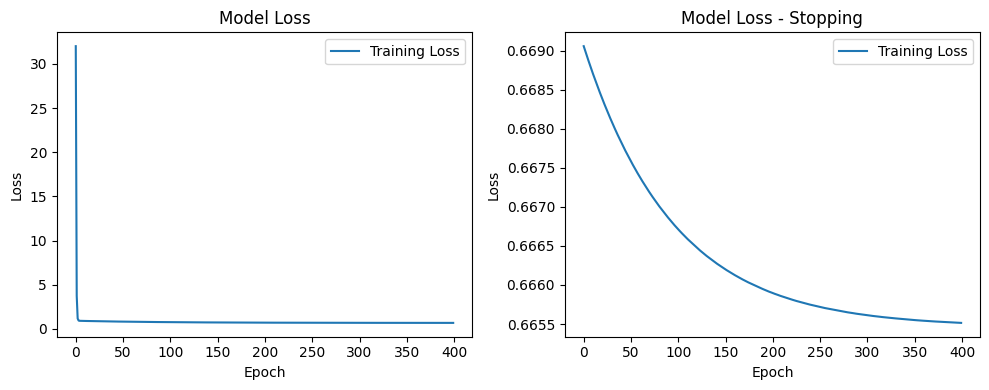 Model Loss
Training Loss
30
25
20
15
10
5
0
Loss
0 50 100 150 200 250 300 350 400
Epoch
Model Loss - Stopping
Training Loss
0.6690
0.6685
0.6680
0.6675
0.6670
0.6665
0.6660
0.6655
Loss
0 50 100 150 200 250 300 350 400
Epoch